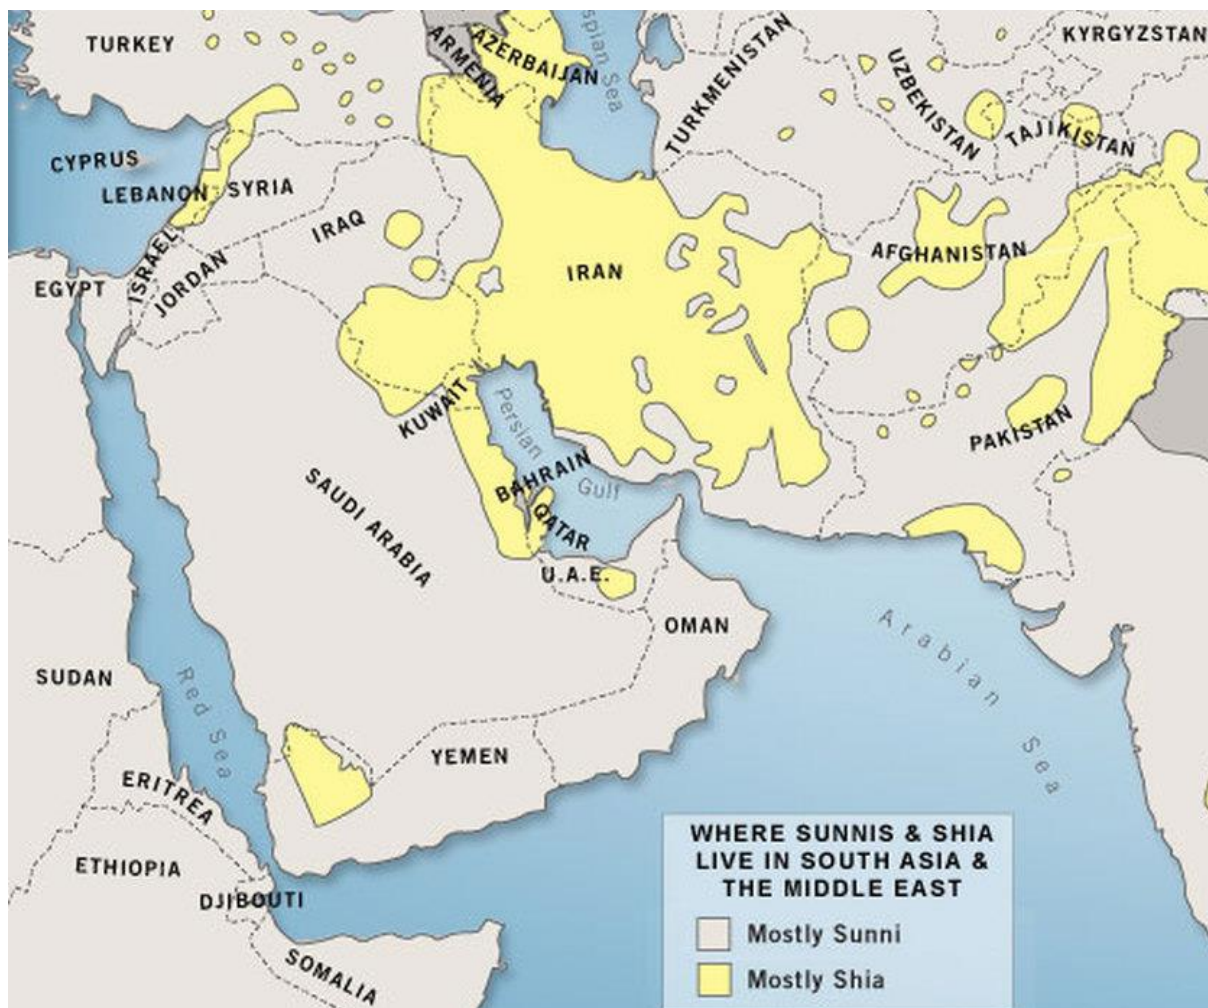 TURKEY
ARMENIA
AZERBAIJAN
spian Sea
TURKMENISTAN
UZBEKISTAN
KYRGYZSTAN
TAJIKISTAN
CYPRUS
LEBANON
SYRIA
IRAQ
IRAN
AFGHANISTAN
EGYPT
ISRAEL
JORDAN
KUWAIT
Persian
Gulf
PAKISTAN
SAUDI ARABIA
BAHRAIN
QATAR
U.A.E.
OMAN
SUDAN
Red Sea
Arabian Sea
YEMEN
ERITREA
ETHIOPIA
DJIBOUTI
SOMALIA
WHERE SUNNIS & SHIA
LIVE IN SOUTH ASIA &
THE MIDDLE EAST
Mostly Sunni
Mostly Shia